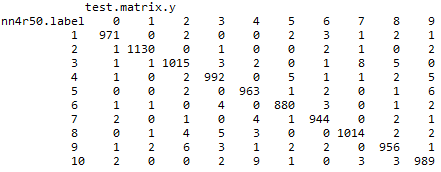 test.matrix.y
nn4r50.label 0 1 2 3 4 5 6 7 8 9
1 971 0 2 0 0 2 3 1 2 1
2 1 1130 0 1 0 0 2 1 0 2
3 1 1 1015 3 2 0 1 8 5 0
4 1 0 2 992 0 5 1 1 2 5
5 0 0 2 0 963 1 2 0 1 6
6 1 1 0 4 0 880 3 0 1 2
7 2 0 1 0 4 1 944 0 2 1
8 0 1 4 5 3 0 0 1014 2 2
9 1 2 6 3 1 2 2 0 956 1
10 2 0 0 2 9 1 0 3 3 989